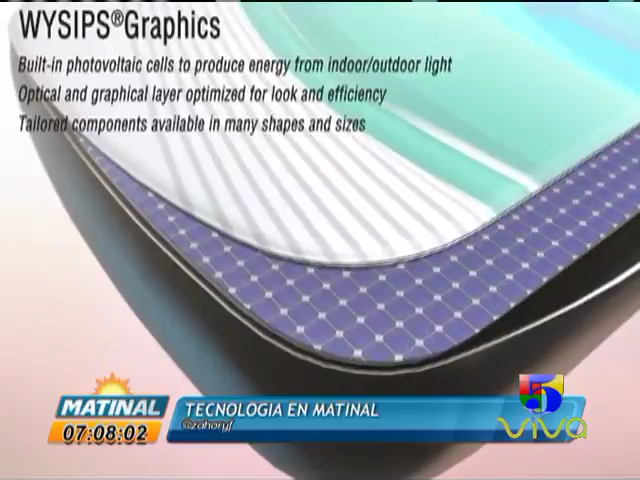 WYSIPS®Graphics
Built-in photovoltaic cells to produce energy from indoor/outdoor light
Optical and graphical layer optimized for look and efficiency
Tailored components available in many shapes and sizes
MATINAL
07:08:02
TECNOLOGIA EN MATINAL
@zahoryf
5
viva